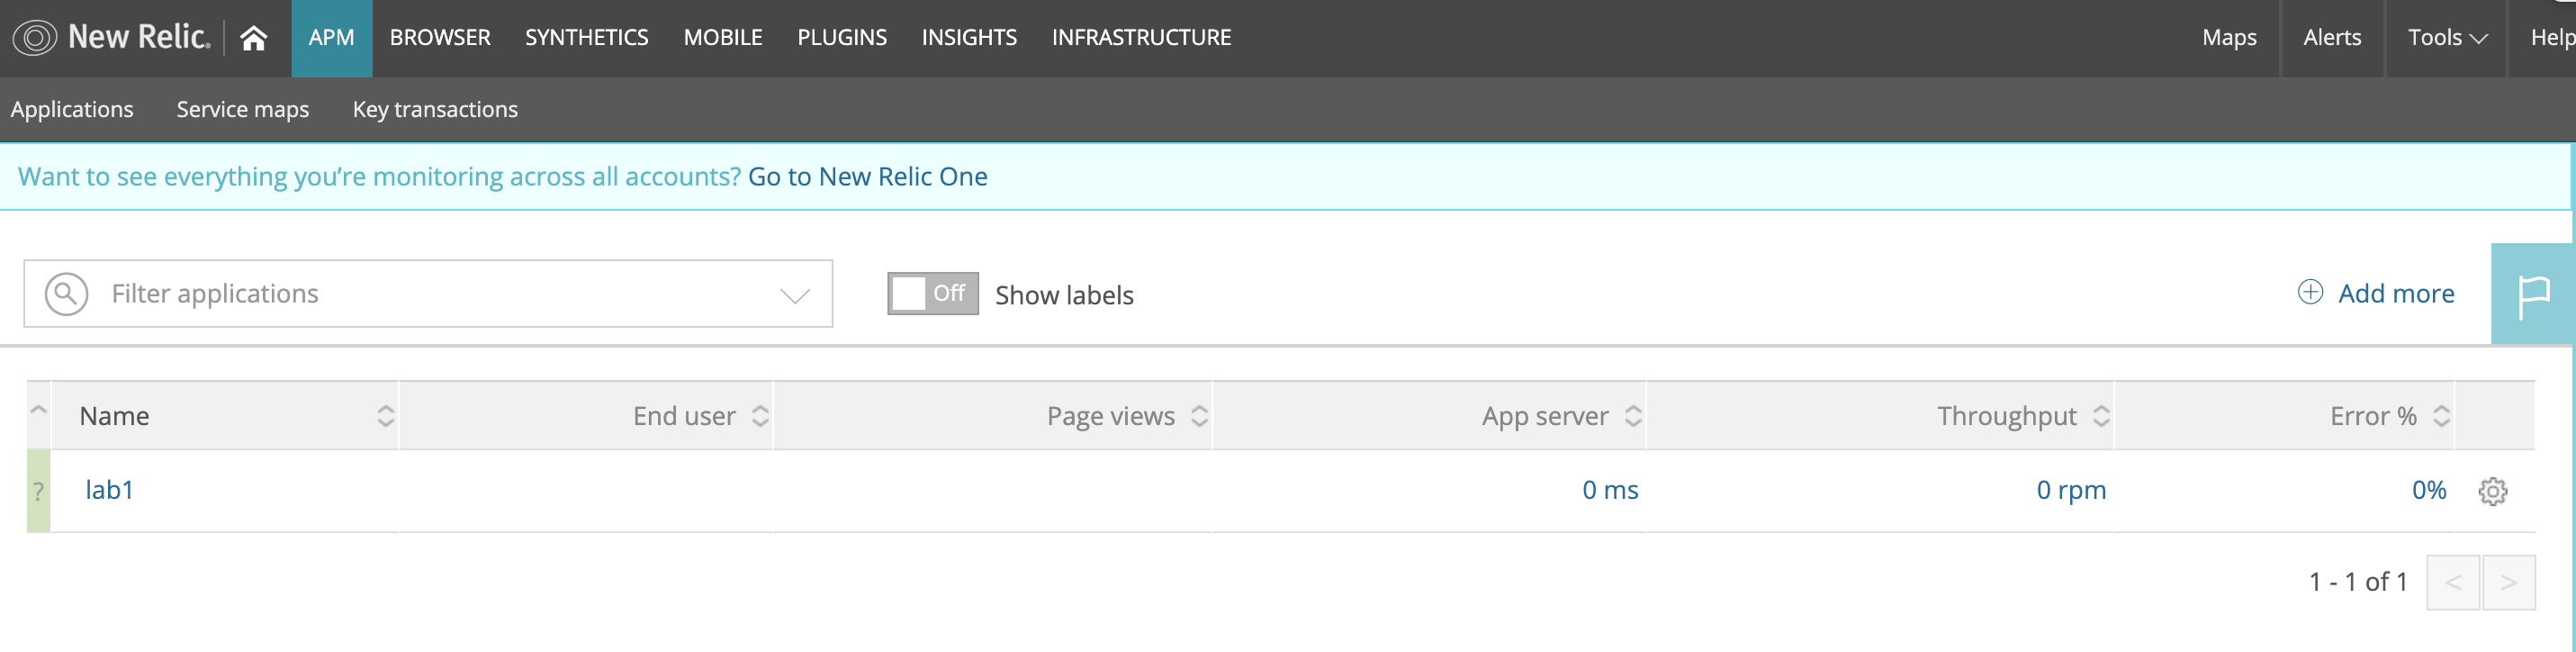 New Relic. APM BROWSER SYNTHETICS MOBILE PLUGINS INSIGHTS INFRASTRUCTURE Maps Alerts Tools Help
Applications Service maps Key transactions
Want to see everything you’re monitoring across all accounts? Go to New Relic One
Filter applications Off Show labels Add more
Name End user Page views App server Throughput Error %
? lab1 0 ms 0 rpm 0%
1 - 1 of 1 < >